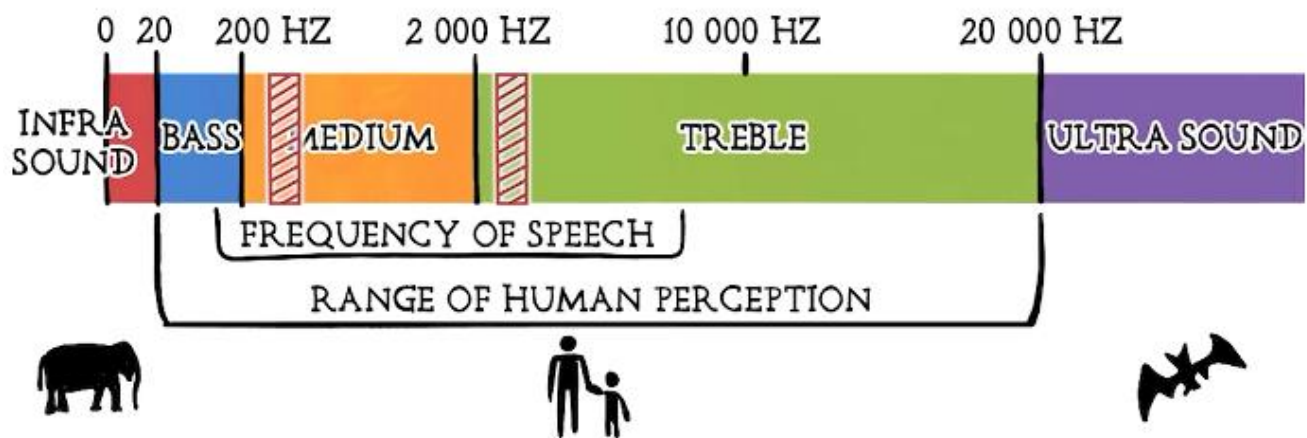 0 20 200 HZ 2 000 HZ 10 000 HZ 20 000 HZ
INFRA
SOUND
BASS MEDIUM TREBLE ULTRA SOUND
FREQUENCY OF SPEECH
RANGE OF HUMAN PERCEPTION